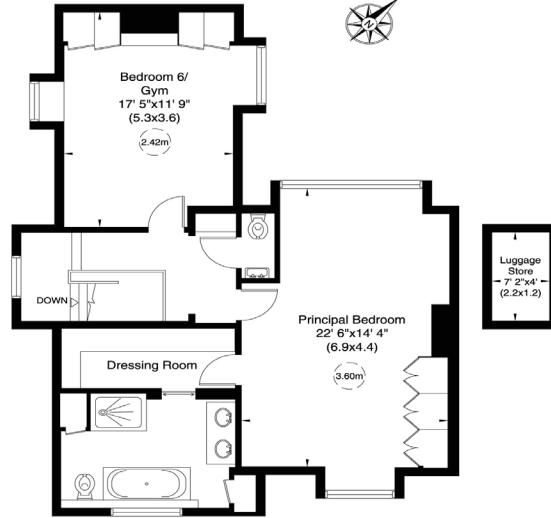 N
Bedroom 6/
Gym
17' 5"x11' 9"
(5.3x3.6)
2.42m
Luggage
Store
7' 2"x4'
(2.2x1.2)
DOWN
Principal Bedroom
22' 6"x14' 4"
(6.9x4.4)
3.60m
Dressing Room